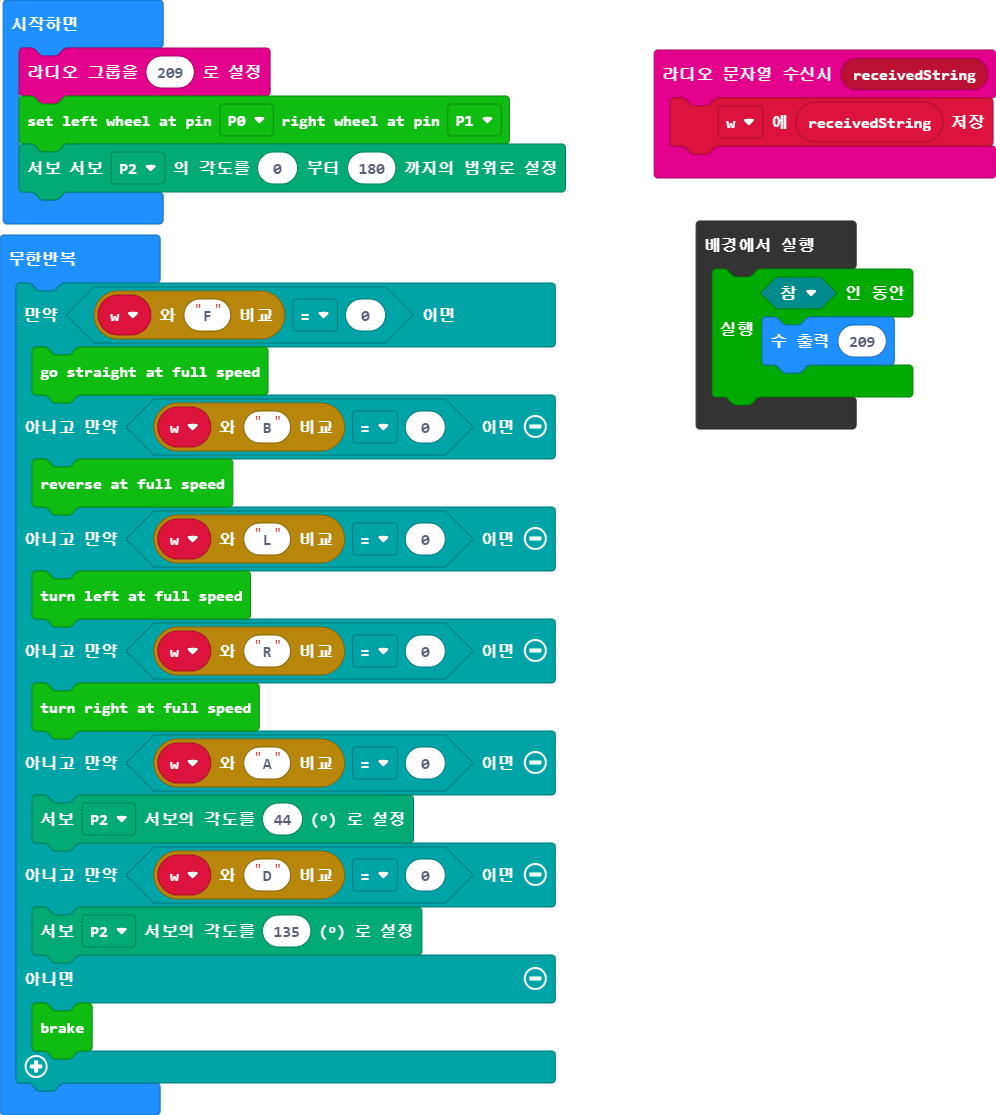 시작하면
라디오 그룹을 209 로 설정
set left wheel at pin P0 right wheel at pin P1
서보 서보 P2 의 각도를 0 부터 180 까지의 범위로 설정
라디오 문자열 수신시 receivedString
w 에 receivedString 저장
배경에서 실행
참 인 동안
실행
수 출력 209
무한반복
만약 w 와 "F" 비교 = 0 이면
go straight at full speed
아니고 만약 w 와 "B" 비교 = 0 이면
reverse at full speed
아니고 만약 w 와 "L" 비교 = 0 이면
turn left at full speed
아니고 만약 w 와 "R" 비교 = 0 이면
turn right at full speed
아니고 만약 w 와 "A" 비교 = 0 이면
서보 P2 서보의 각도를 44 (º) 로 설정
아니고 만약 w 와 "D" 비교 = 0 이면
서보 P2 서보의 각도를 135 (º) 로 설정
아니면
brake